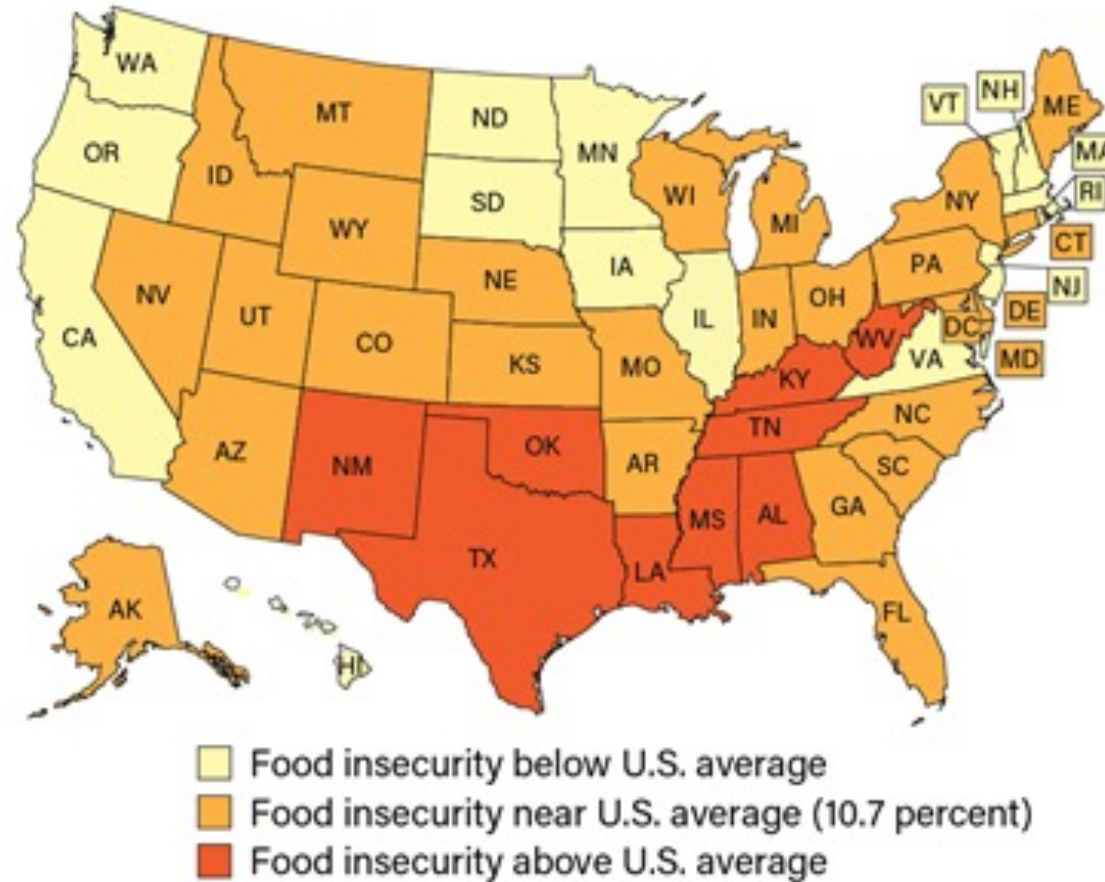 WA
MT
ND
MN
VT
NH
ME
OR
ID
SD
WI
MA
RI
WY
MI
NY
CT
IA
NE
PA
NJ
NV
UT
CO
IL
IN
OH
DE
DC
MD
CA
KS
MO
WV
VA
KY
NC
AZ
NM
OK
AR
TN
SC
MS
AL
GA
TX
LA
AK
FL
HI
Food insecurity below U.S. average
Food insecurity near U.S. average (10.7 percent)
Food insecurity above U.S. average